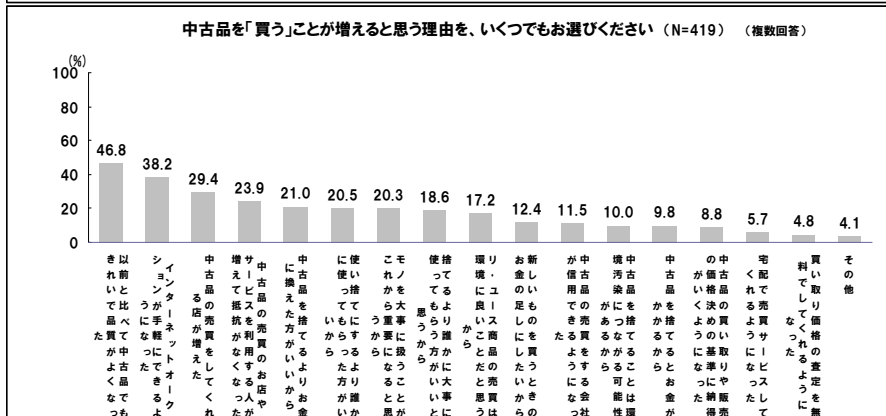 中古品を「買う」ことが増えると思う理由を、いくつでもお選びください (N=419) (複数回答)
(%)
100
80
60
40
20
0
46.8
38.2
29.4
23.9
21.0
20.5
20.3
18.6
17.2
12.4
11.5
10.0
9.8
8.8
5.7
4.8
4.1
以前と比べて中古品でも
きれいで品質がよくなっ
た
インターネットオーク
ションが手軽にできるよ
うになった
中古品の売買をしてくれ
る店が増えた
中古品の売買のお店や
サービスを利用する人が
増えて抵抗がなくなった
中古品を捨てるよりお金
に換えた方がいいから
使い捨てにするより誰か
に使ってもらった方がい
いから
モノを大事に扱うことが
これから重要になると思
うから
捨てるより誰かに大事に
使ってもらう方がいいと
思うから
リ・ユース商品の売買は
環境に良いことだと思う
から
新しいものを買うときの
お金の足しにしたいから
中古品の売買をする会社
が信用できるようになっ
た
中古品を捨てることは環
境汚染につながる可能性
があるから
中古品を捨てるとお金が
かかるから
中古品の買い取りや販売
の価格決めの基準に納得
がいくようになった
宅配で売買サービスして
くれるようになった
買い取り価格の査定を無
料でしてくれるように
なった
その他